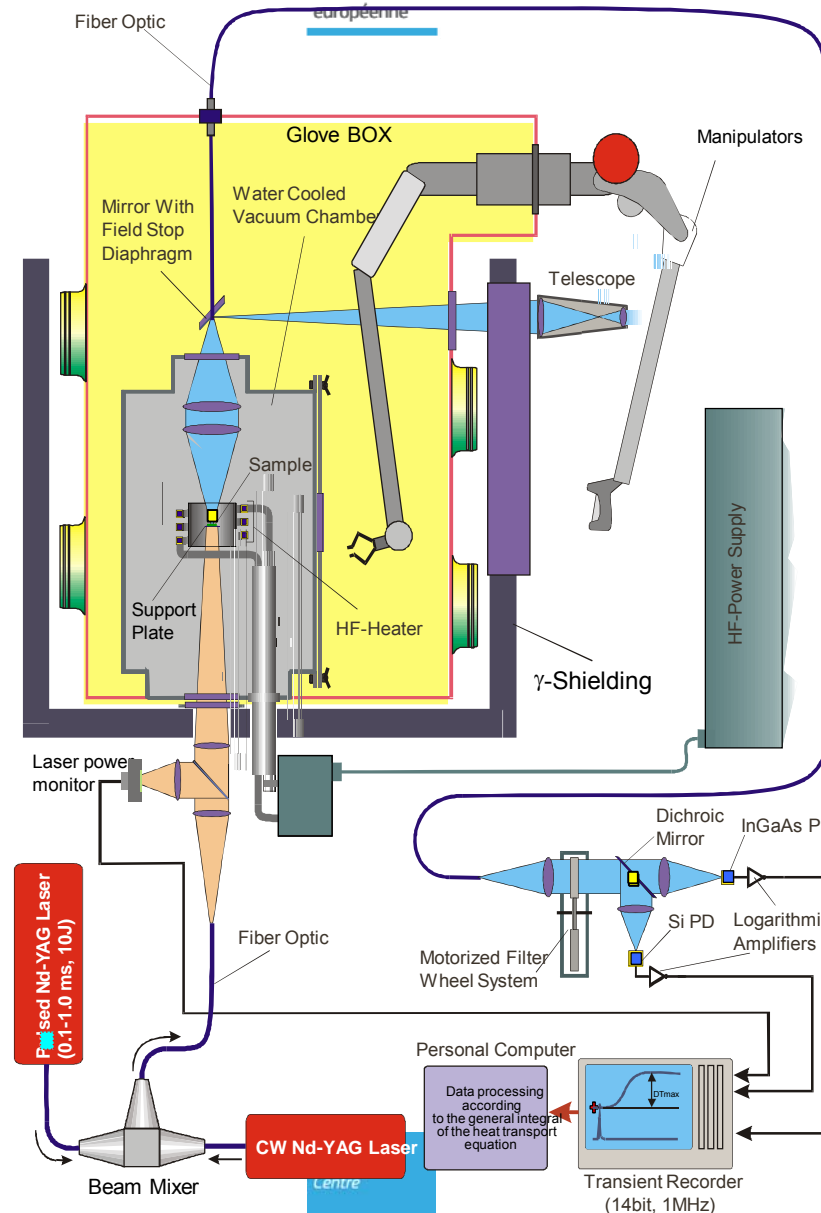 européenne
Fiber Optic
Glove BOX
Manipulators
Water Cooled
Vacuum Chamber
Mirror With
Field Stop
Diaphragm
Telescope
Sample
HF-Power Supply
Support
Plate
HF-Heater
γ-Shielding
Laser power
monitor
Dichroic
Mirror
InGaAs P
Si PD
Logarithmi
Amplifiers
Motorized Filter
Wheel System
Fiber Optic
Pulsed Nd-YAG Laser
(0.1-1.0 ms, 10J)
Personal Computer
Data processing
according
to the general integral
of the heat transport
equation
DTmax
CW Nd-YAG Laser
Beam Mixer
Centre
Transient Recorder
(14bit, 1MHz)